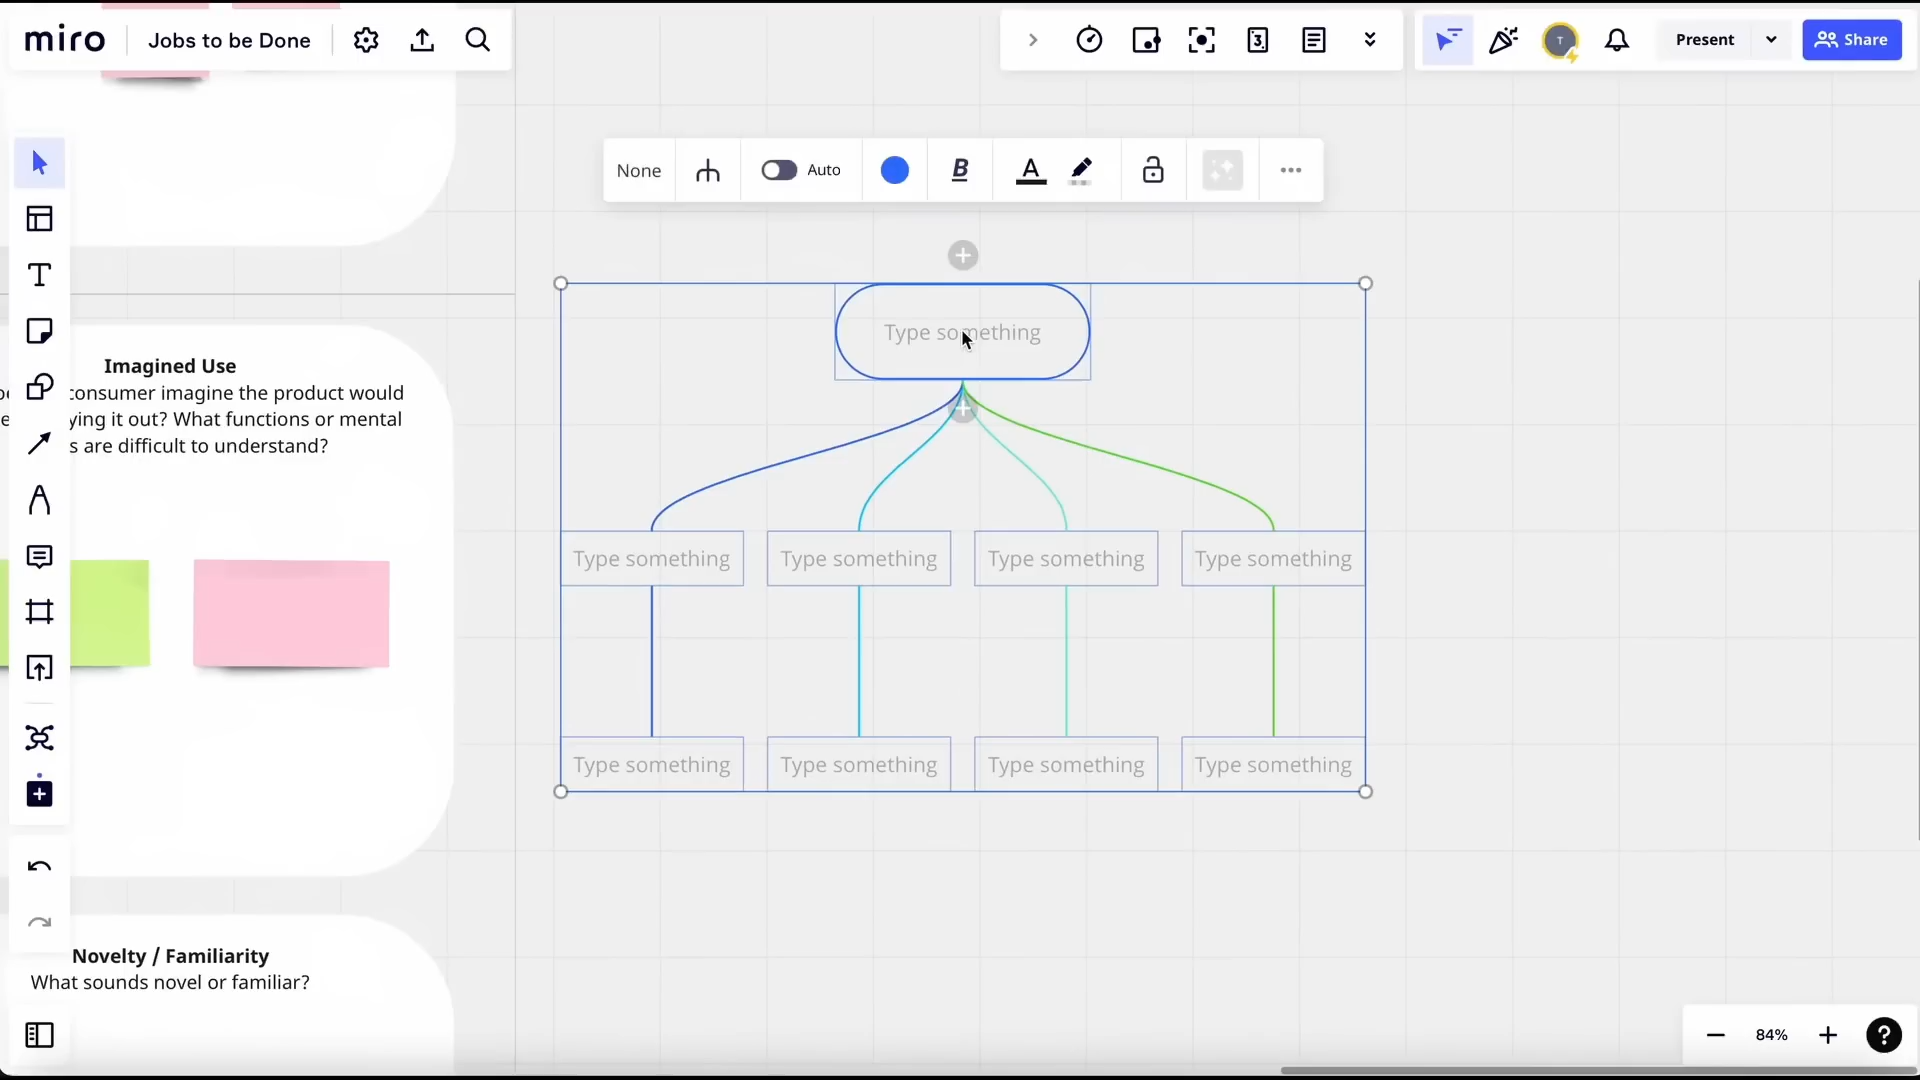 miro
Jobs to be Done
3
T
Present
Share
None
Auto
B
A
T
Type something
Imagined Use
consumer imagine the product would
ying it out? What functions or mental
s are difficult to understand?
Type something
Type something
Type something
Type something
Type something
Type something
Type something
Type something
Novelty / Familiarity
What sounds novel or familiar?
84%
?